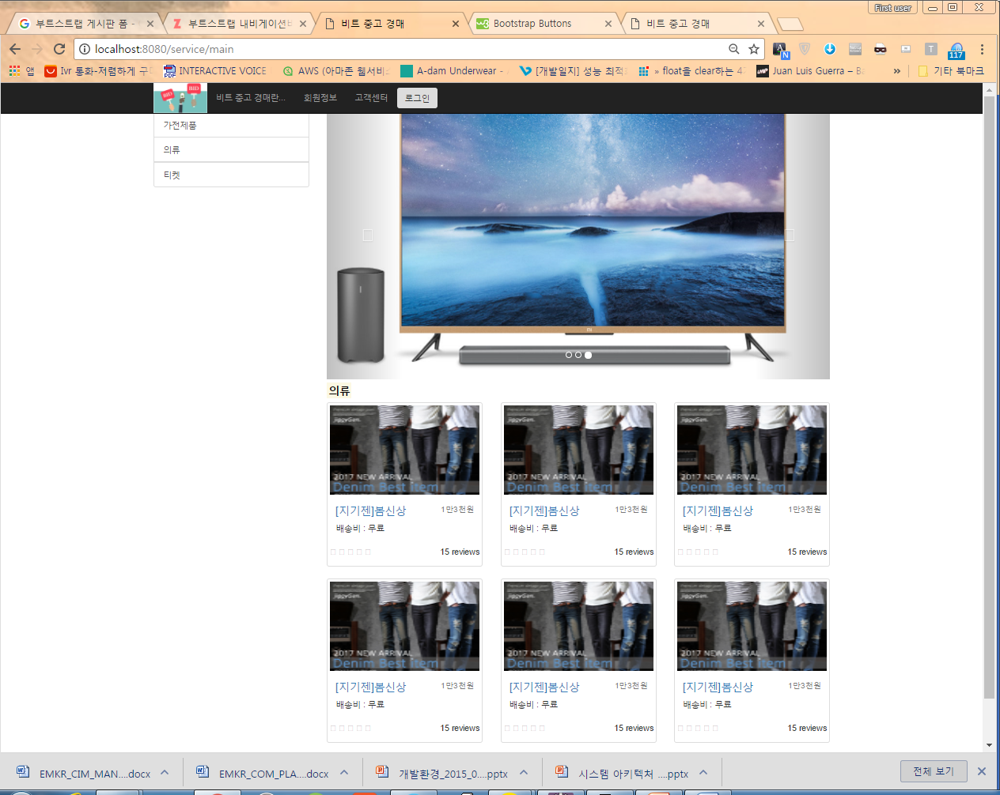 First user
부트스트랩 게시판 폼 -
부트스트랩 내비게이션
비트 중고 경매
Bootstrap Buttons
비트 중고 경매
localhost:8080/service/main
앱
Ivr 통화-저렴하게 구
INTERACTIVE VOICE
AWS (아마존 웹서비스
A-dam Underwear -
[개발일지] 성능 최적
» float을 clear하는 4
Juan Luis Guerra – Ba
»
기타 북마크
N
117
BID
BID
비트 중고 경매란...
회원정보
고객센터
로그인
가전제품
의류
티켓
의류
JiggyGen.
JiggyGen.
JiggyGen.
2017 NEW ARRIVAL
2017 NEW ARRIVAL
2017 NEW ARRIVAL
Denim Best item
Denim Best item
Denim Best item
[지기젠]봄신상 1만3천원
[지기젠]봄신상 1만3천원
[지기젠]봄신상 1만3천원
배송비 : 무료
배송비 : 무료
배송비 : 무료
15 reviews
15 reviews
15 reviews
JiggyGen.
JiggyGen.
JiggyGen.
2017 NEW ARRIVAL
2017 NEW ARRIVAL
2017 NEW ARRIVAL
Denim Best item
Denim Best item
Denim Best item
[지기젠]봄신상 1만3천원
[지기젠]봄신상 1만3천원
[지기젠]봄신상 1만3천원
배송비 : 무료
배송비 : 무료
배송비 : 무료
15 reviews
15 reviews
15 reviews
EMKR_CIM_MAN....docx
EMKR_COM_PLA....docx
개발환경_2015_0....pptx
시스템 아키텍처 ....pptx
전체 보기